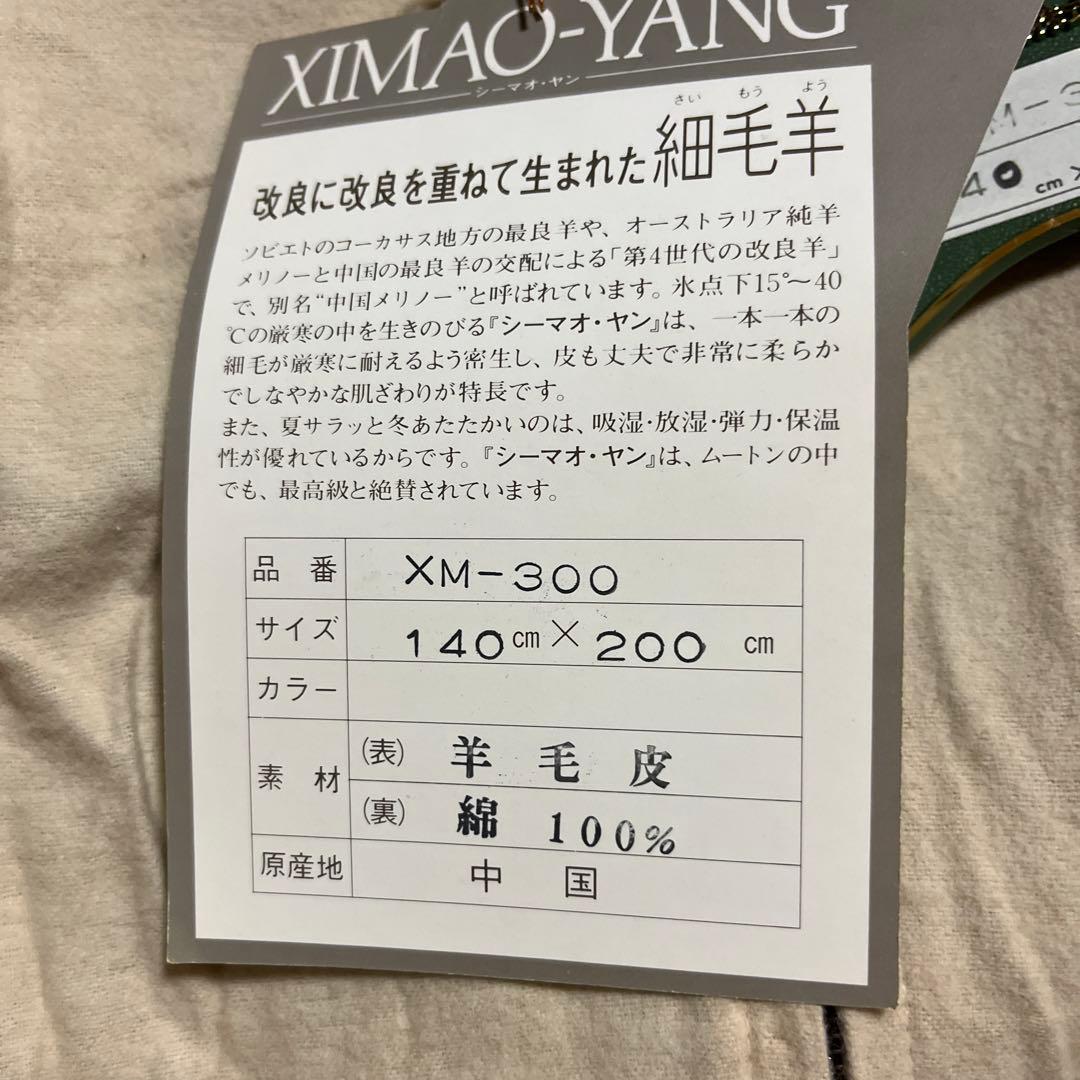 XIMAO-YANG
シーマオ・ヤン
さい もう よう
改良に改良を重ねて生まれた細毛羊
ソビエトのコーカサス地方の最良羊や、オーストラリア純羊
メリノーと中国の最良羊の交配による「第4世代の改良羊」
で、別名“中国メリノー”と呼ばれています。氷点下15°〜40
℃の厳寒の中を生きのびる『シーマオ・ヤン』は、一本一本の
細毛が厳寒に耐えるよう密生し、皮も丈夫で非常に柔らか
でしなやかな肌ざわりが特長です。
また、夏サラッと冬あたたかいのは、吸湿・放湿・弾力・保温
性が優れているからです。『シーマオ・ヤン』は、ムートンの中
でも、最高級と絶賛されています。
品番 XM-300
サイズ 140cm × 200 cm
カラー
素材 (表) 羊毛皮
(裏) 綿 100%
原産地 中国
M-3
40 cm ×